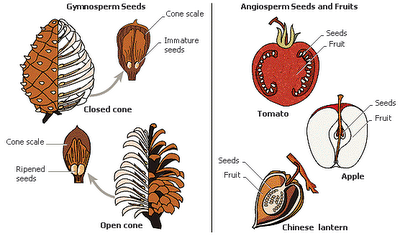 Gymnosperm Seeds
Cone scale
Immature
seeds
Closed cone
Cone scale
Ripened
seeds
Open cone
Angiosperm Seeds and Fruits
Seeds
Fruit
Tomato
Seeds
Fruit
Apple
Seeds
Fruit
Chinese lantern